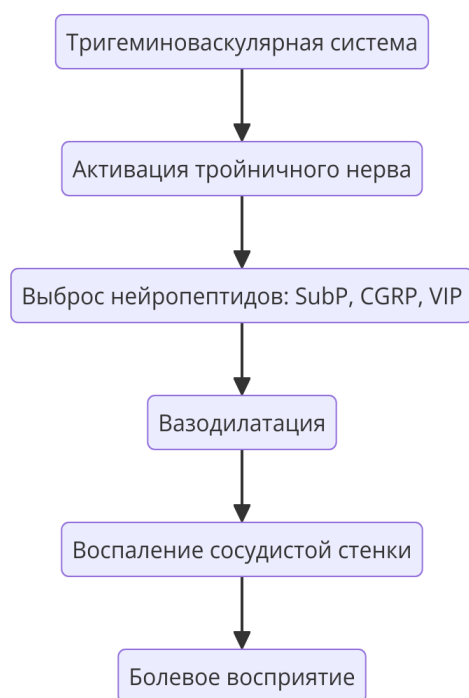 Тригеминоваскулярная система
Активация тройничного нерва
Выброс нейропептидов: SubP, CGRP, VIP
Вазодилатация
Воспаление сосудистой стенки
Болевое восприятие